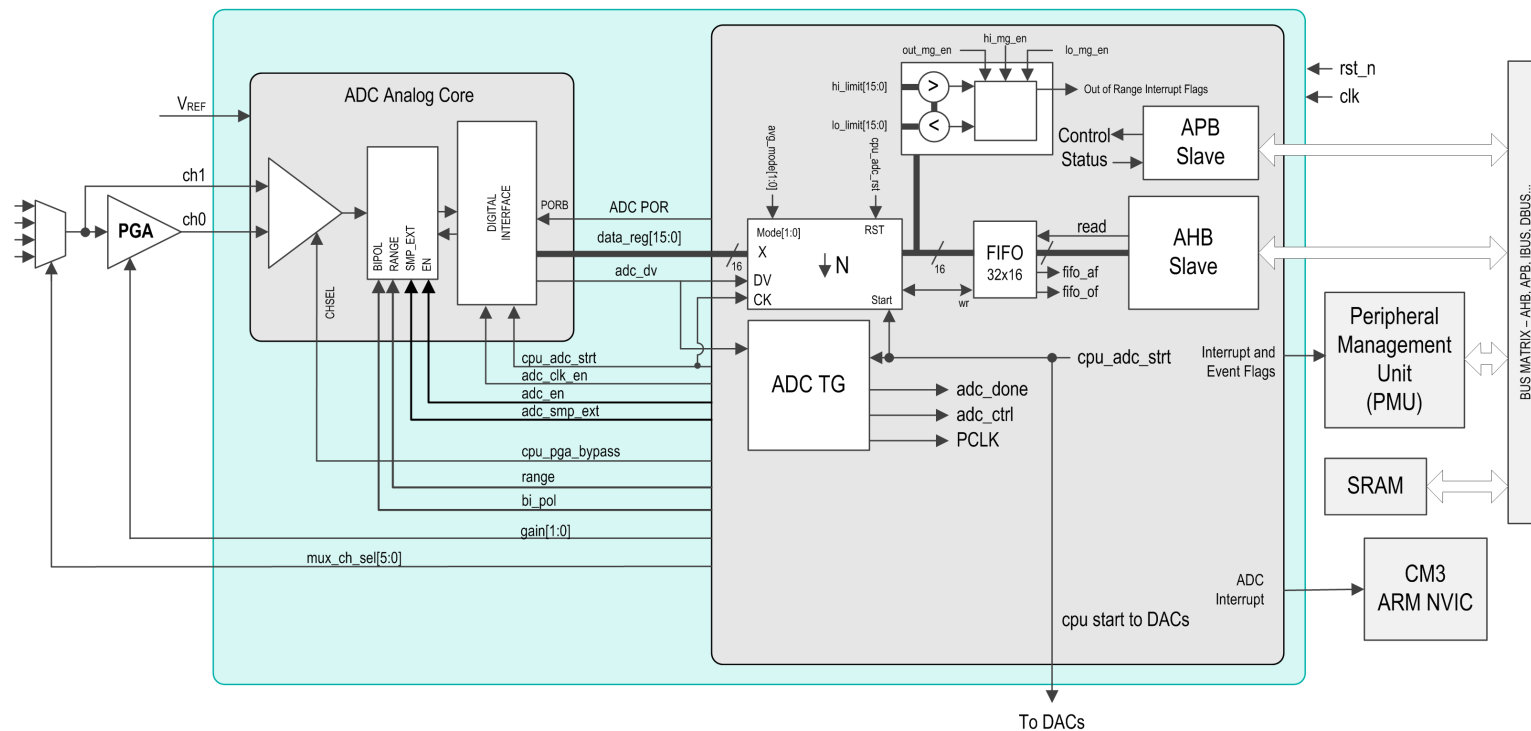 hi_mg_en
out_mg_en
lo_mg_en
rst_n
clk
ADC Analog Core
VREF
hi_limit[15:0]
>
Out of Range Interrupt Flags
lo_limit[15:0]
<
APB
Slave
Control
Status
avg_mode[1:0]
cpu_adc_rst
ch1
ch0
PGA
DIGITAL
INTERFACE
PORB
ADC POR
data_reg[15:0]
16
adc_dv
BIPOL
RANGE
SMP_EXT
EN
CHSEL
Mode[1:0]
RST
X
N
DV
CK
Start
16
wr
FIFO
32x16
read
fifo_af
fifo_of
AHB
Slave
BUS MATRIX – AHB, APB, IBUS, DBUS...
cpu_adc_strt
adc_clk_en
adc_en
adc_smp_ext
cpu_pga_bypass
range
bi_pol
gain[1:0]
mux_ch_sel[5:0]
ADC TG
cpu_adc_strt
adc_done
adc_ctrl
PCLK
Interrupt and
Event Flags
Peripheral
Management
Unit
(PMU)
SRAM
ADC
Interrupt
CM3
ARM NVIC
cpu start to DACs
To DACs